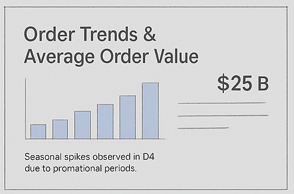 Order Trends &
Average Order Value
$25 B
Seasonal spikes observed in D4
due to promotional periods.